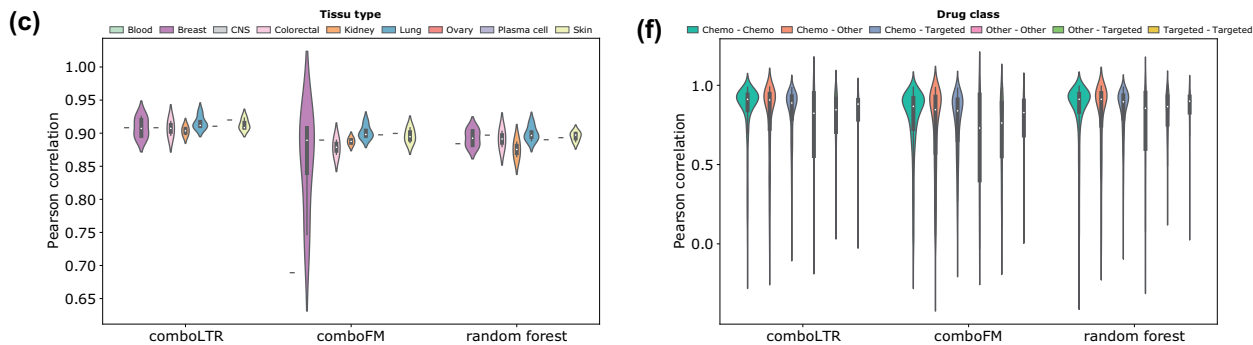 (c)
Tissu type
Blood Breast CNS Colorectal Kidney Lung Ovary Plasma cell Skin
Pearson correlation
1.00
0.95
0.90
0.85
0.80
0.75
0.70
0.65
comboLTR comboFM random forest
(f)
Drug class
Chemo - Chemo Chemo - Other Chemo - Targeted Other - Other Other - Targeted Targeted - Targeted
Pearson correlation
1.0
0.5
0.0
comboLTR comboFM random forest